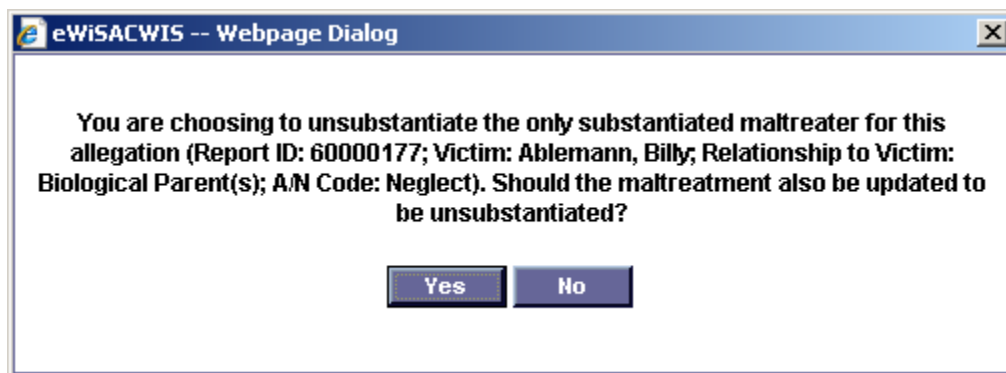 eWiSACWIS -- Webpage Dialog
You are choosing to unsubstantiate the only substantiated maltreater for this
allegation (Report ID: 60000177; Victim: Ablemann, Billy; Relationship to Victim:
Biological Parent(s); A/N Code: Neglect). Should the maltreatment also be updated to
be unsubstantiated?
Yes No